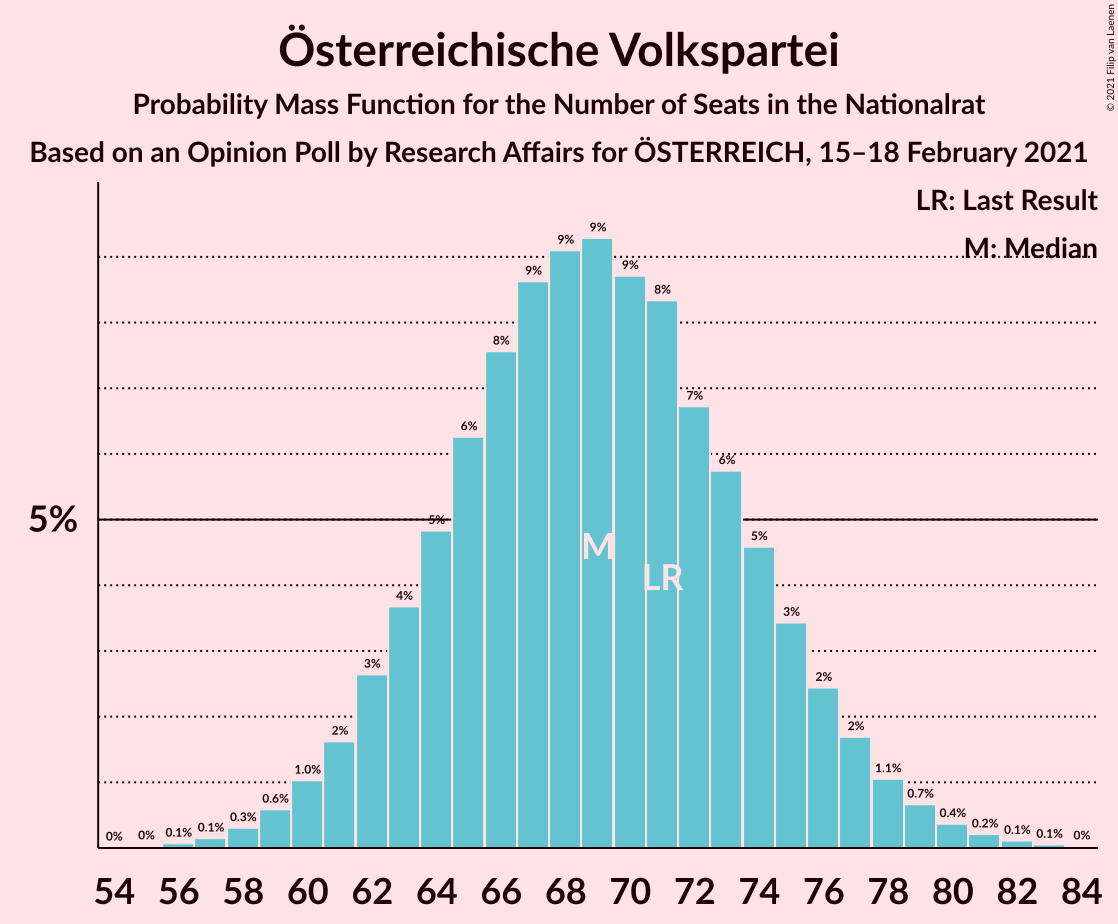 Österreichische Volkspartei
Probability Mass Function for the Number of Seats in the Nationalrat
Based on an Opinion Poll by Research Affairs for ÖSTERREICH, 15–18 February 2021
© 2021 Filip van Laenen
LR: Last Result
M: Median
5%
0% 0% 0.1% 0.1% 0.3% 0.6% 1.0% 2% 3% 4% 5% 6% 8% 9% 9% 9% 9% 8% 7% 6% 5% 3% 2% 2% 1.1% 0.7% 0.4% 0.2% 0.1% 0.1% 0%
M
LR
54 56 58 60 62 64 66 68 70 72 74 76 78 80 82 84